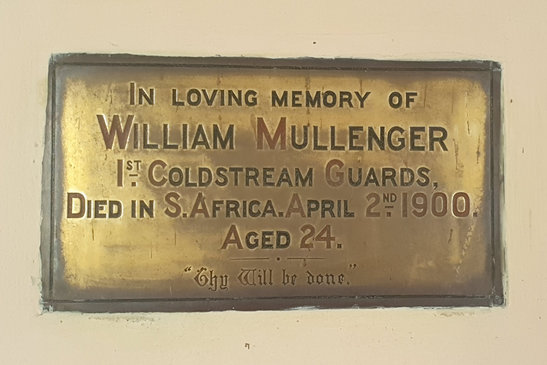 In loving memory of
William Mullenger
1st. Coldstream Guards,
Died in S. Africa. April 2nd. 1900.
Aged 24.
"Thy Will be done."